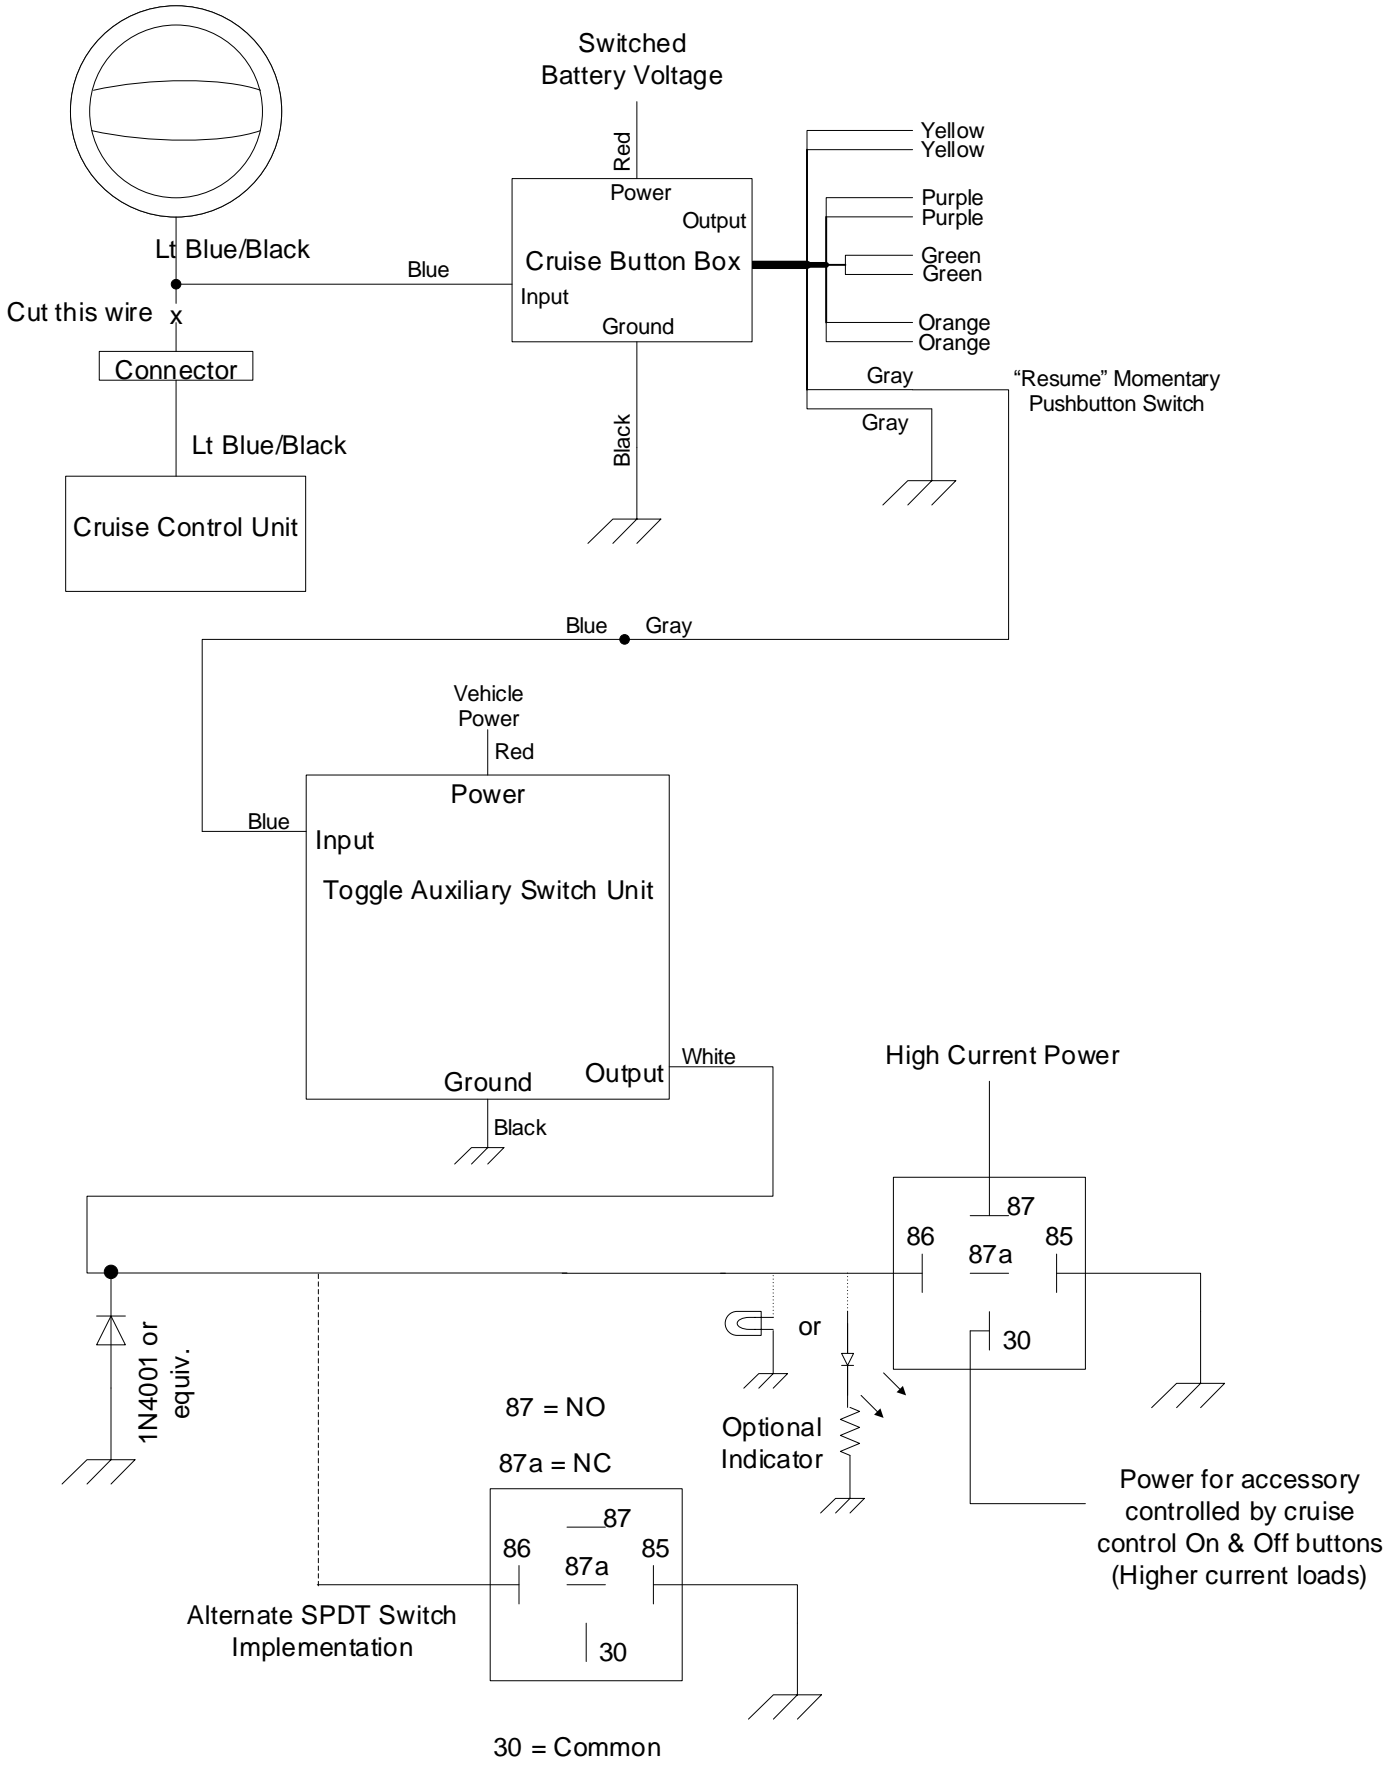 Switched
Battery Voltage
Red
Yellow
Yellow
Power
Purple
Purple
Output
Lt Blue/Black
Cruise Button Box
Green
Green
Blue
Input
Cut this wire x
Ground
Orange
Orange
Connector
Gray
“Resume” Momentary
Pushbutton Switch
Gray
Black
Lt Blue/Black
Cruise Control Unit
Blue
Gray
Vehicle
Power
Red
Power
Blue
Input
Toggle Auxiliary Switch Unit
White
High Current Power
Output
Ground
Black
87
86
85
87a
30
or
1N4001 or
equiv.
87 = NO
Optional
Indicator
87a = NC
Power for accessory
controlled by cruise
control On & Off buttons
(Higher current loads)
87
86
85
87a
Alternate SPDT Switch
Implementation
30
30 = Common